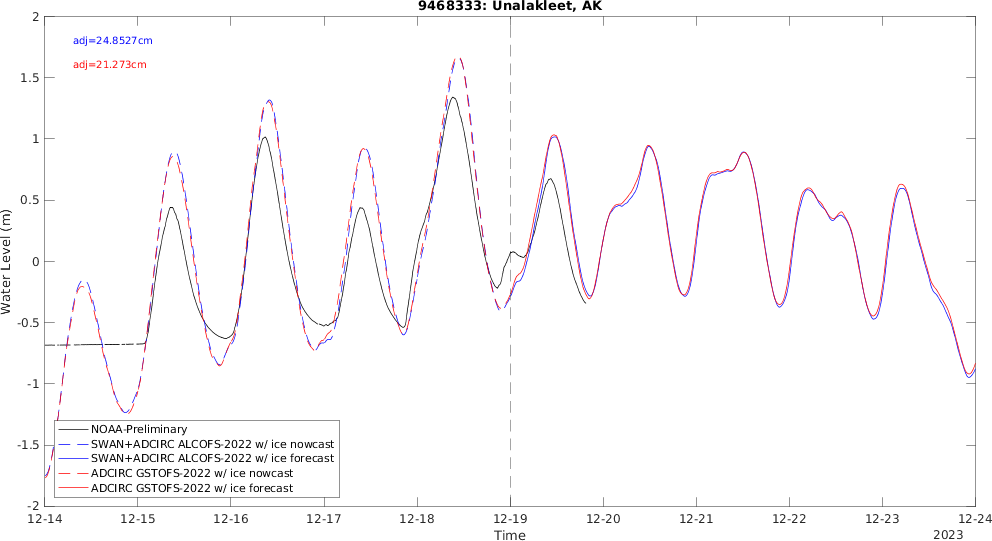 9468333: Unalakleet, AK
adj=24.8527cm
adj=21.273cm
Water Level (m)
2
1.5
1
0.5
0
-0.5
-1
-1.5
-2
NOAA-Preliminary
SWAN+ADCIRC ALCOFS-2022 w/ ice nowcast
SWAN+ADCIRC ALCOFS-2022 w/ ice forecast
ADCIRC GSTOFS-2022 w/ ice nowcast
ADCIRC GSTOFS-2022 w/ ice forecast
12-14 12-15 12-16 12-17 12-18 12-19 12-20 12-21 12-22 12-23 12-24
Time
2023